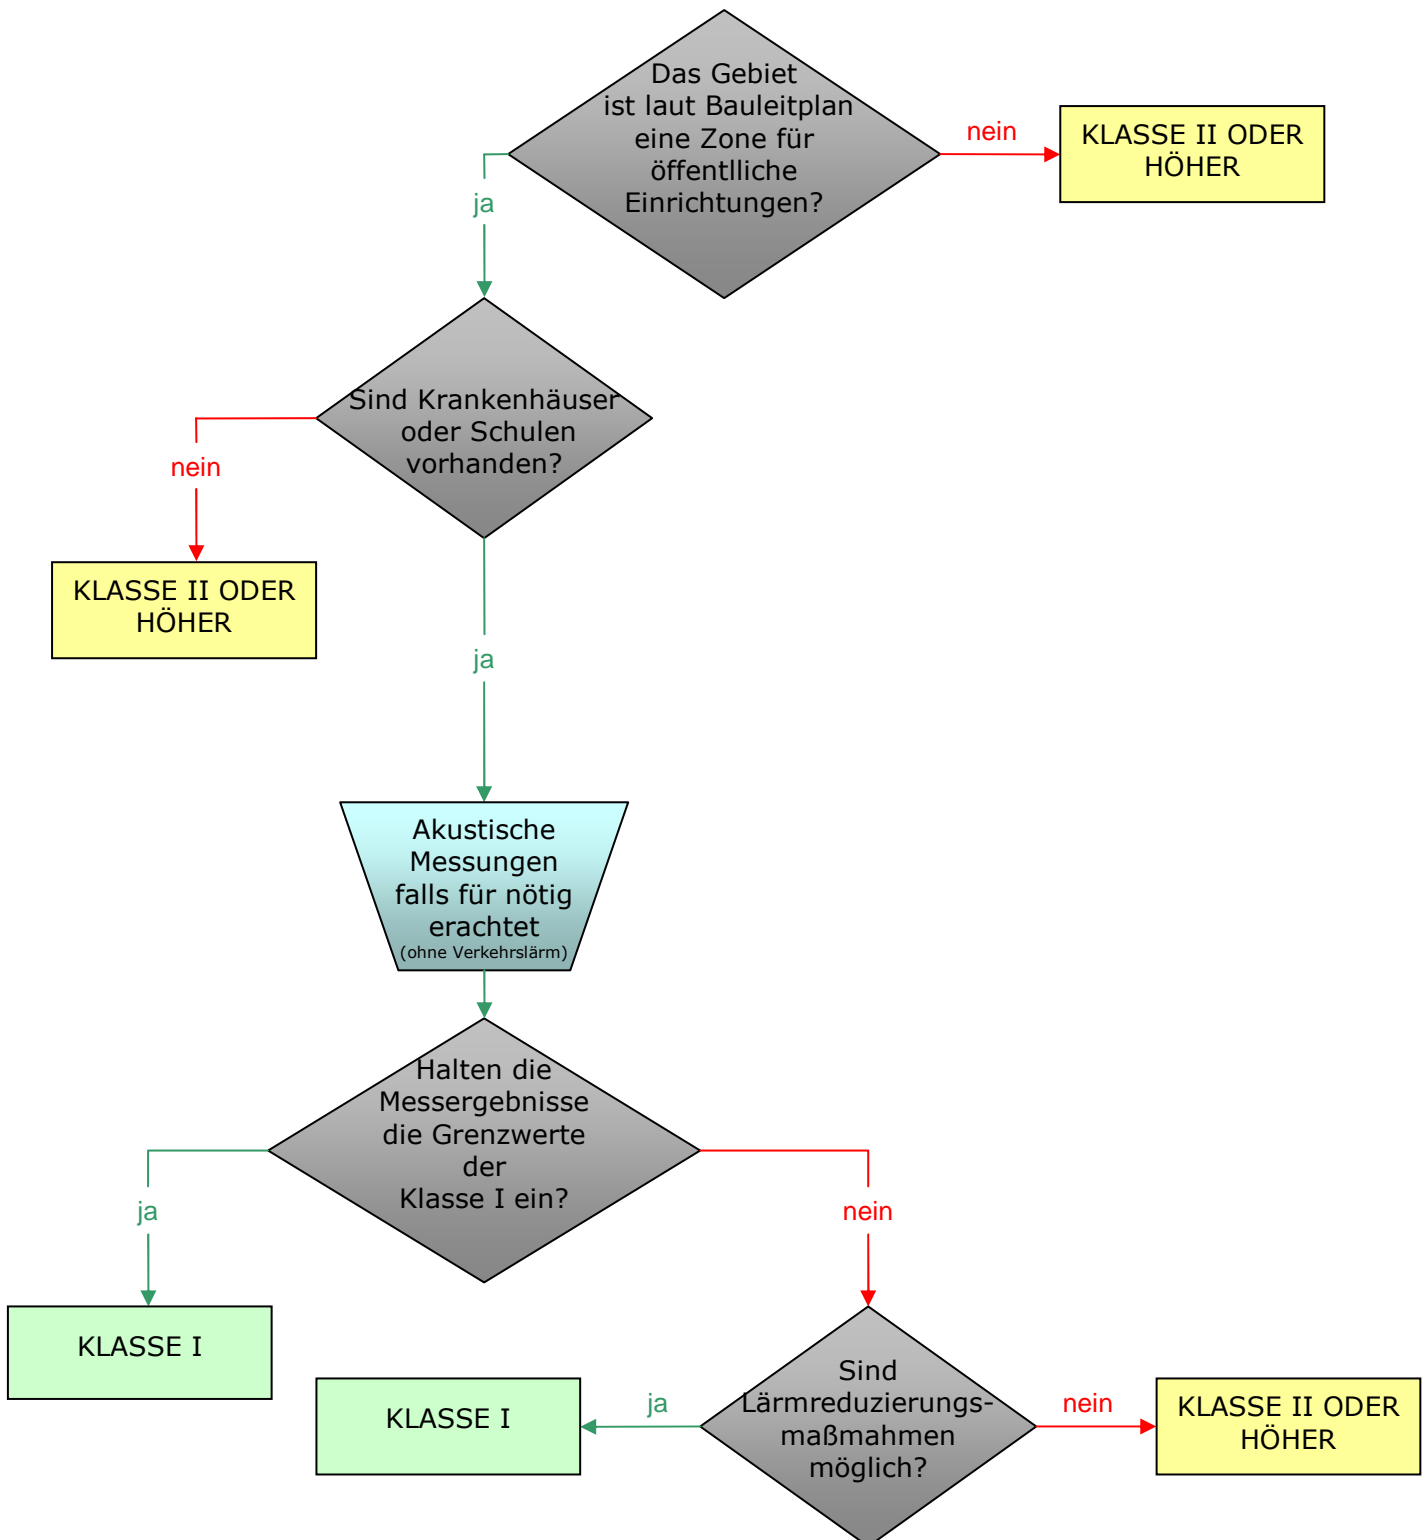 Das Gebiet
ist laut Bauleitplan
eine Zone für
öffentlliche
Einrichtungen?
nein
KLASSE II ODER
HÖHER
ja
Sind Krankenhäuser
oder Schulen
vorhanden?
nein
KLASSE II ODER
HÖHER
ja
Akustische
Messungen
falls für nötig
erachtet
(ohne Verkehrslärm)
Halten die
Messergebnisse
die Grenzwerte
der
Klasse I ein?
ja
nein
KLASSE I
Sind
Lärmreduzierungs-
maßmahmen
möglich?
ja
KLASSE I
nein
KLASSE II ODER
HÖHER